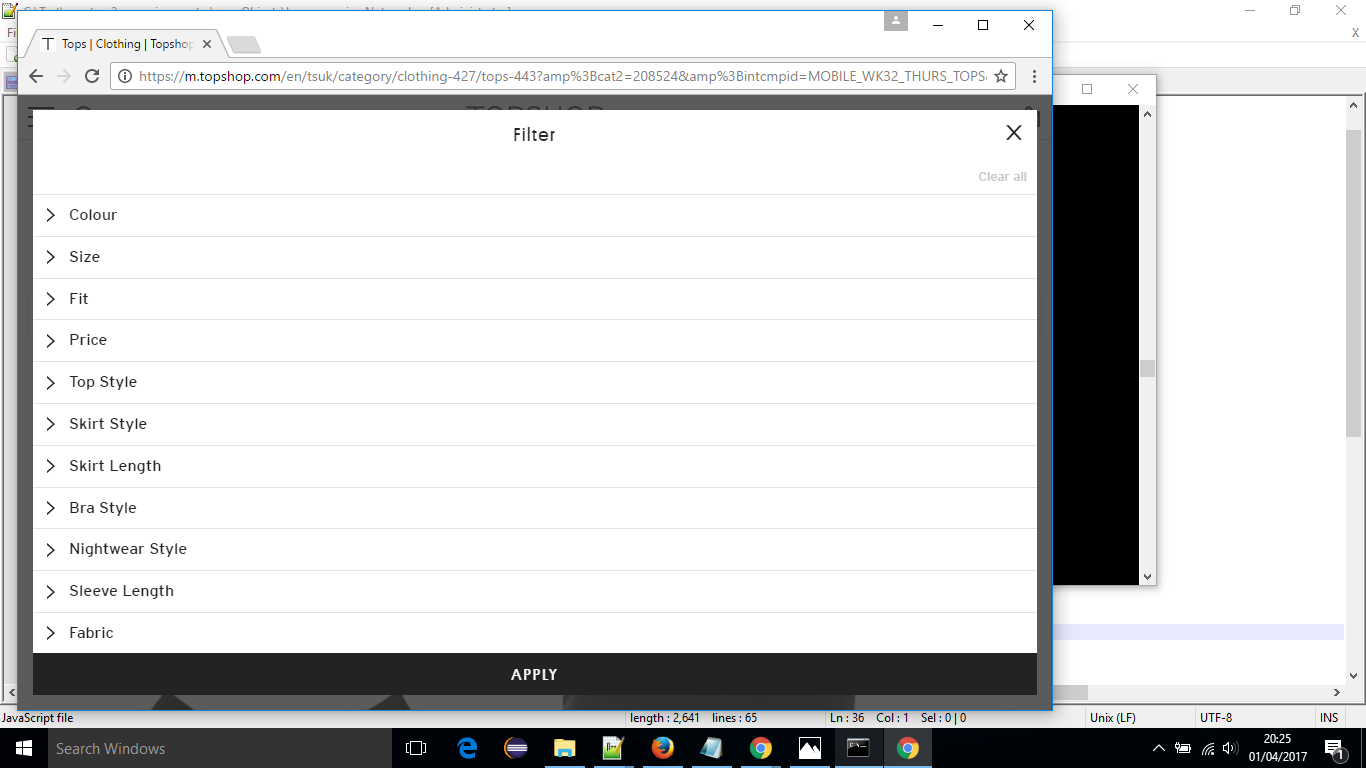 Tops | Clothing | Topshop
https://m.topshop.com/en/tsuk/category/clothing-427/tops-443?amp%3Bcat2=208524&amp%3Bintcmpid=MOBILE_WK32_THURS_TOPS
Filter
Clear all
Colour
Size
Fit
Price
Top Style
Skirt Style
Skirt Length
Bra Style
Nightwear Style
Sleeve Length
Fabric
APPLY
JavaScript file length : 2,641 lines : 65 Ln : 36 Col : 1 Sel : 0 | 0 Unix (LF) UTF-8 INS
Search Windows
20:25
01/04/2017
1